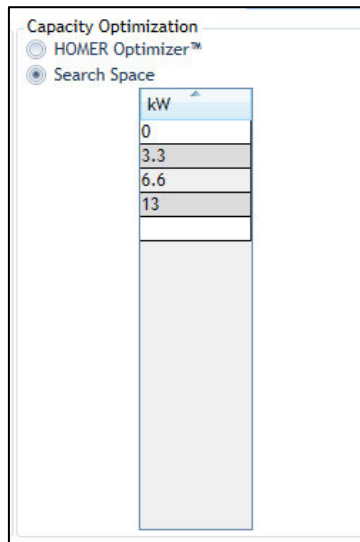 Capacity Optimization
HOMER Optimizer™
Search Space
kW
0
3.3
6.6
13